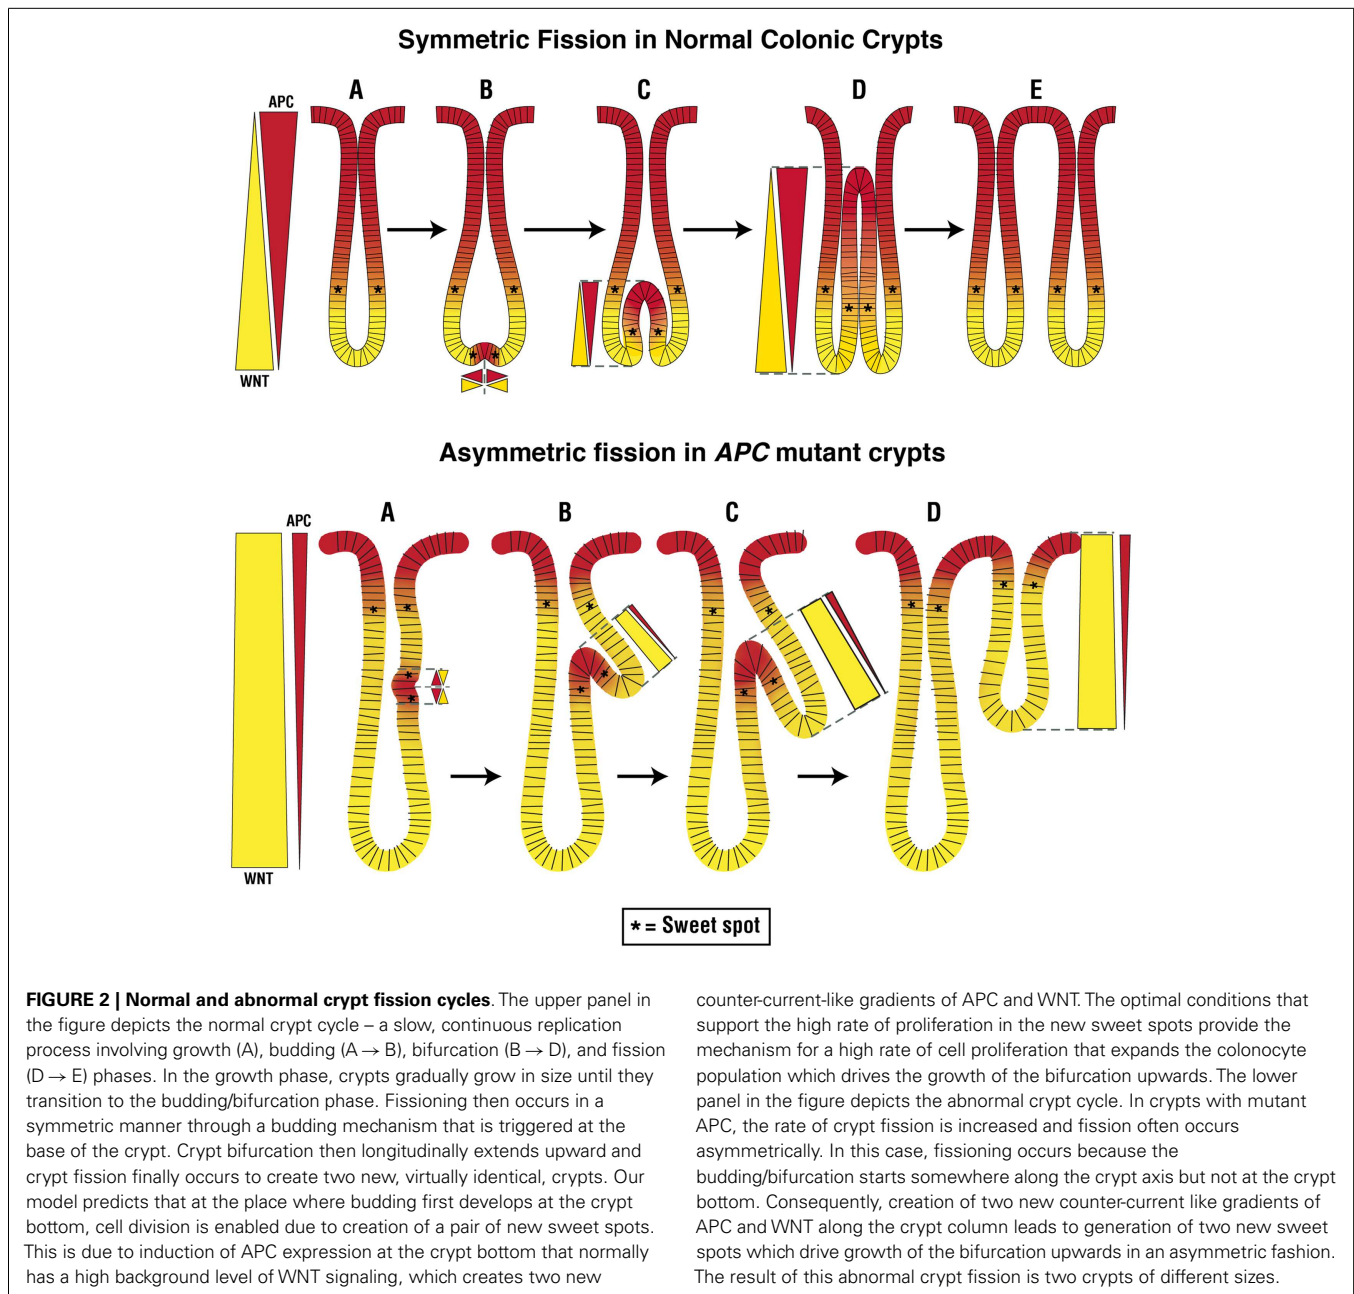 Symmetric Fission in Normal Colonic Crypts
A B C D E
APC
WNT
* *
* *
* *
* *
* *
* *
* *
* *
* * * *
Asymmetric fission in APC mutant crypts
A B C D
APC
WNT
* *
* *
* *
* *
* *
* *
* *
* *
* = Sweet spot
FIGURE 2 | Normal and abnormal crypt fission cycles. The upper panel in
the figure depicts the normal crypt cycle – a slow, continuous replication
process involving growth (A), budding (A → B), bifurcation (B → D), and fission
(D → E) phases. In the growth phase, crypts gradually grow in size until they
transition to the budding/bifurcation phase. Fissioning then occurs in a
symmetric manner through a budding mechanism that is triggered at the
base of the crypt. Crypt bifurcation then longitudinally extends upward and
crypt fission finally occurs to create two new, virtually identical, crypts. Our
model predicts that at the place where budding first develops at the crypt
bottom, cell division is enabled due to creation of a pair of new sweet spots.
This is due to induction of APC expression at the crypt bottom that normally
has a high background level of WNT signaling, which creates two new
counter-current-like gradients of APC and WNT. The optimal conditions that
support the high rate of proliferation in the new sweet spots provide the
mechanism for a high rate of cell proliferation that expands the colonocyte
population which drives the growth of the bifurcation upwards. The lower
panel in the figure depicts the abnormal crypt cycle. In crypts with mutant
APC, the rate of crypt fission is increased and fission often occurs
asymmetrically. In this case, fissioning occurs because the
budding/bifurcation starts somewhere along the crypt axis but not at the crypt
bottom. Consequently, creation of two new counter-current like gradients of
APC and WNT along the crypt column leads to generation of two new sweet
spots which drive growth of the bifurcation upwards in an asymmetric fashion.
The result of this abnormal crypt fission is two crypts of different sizes.